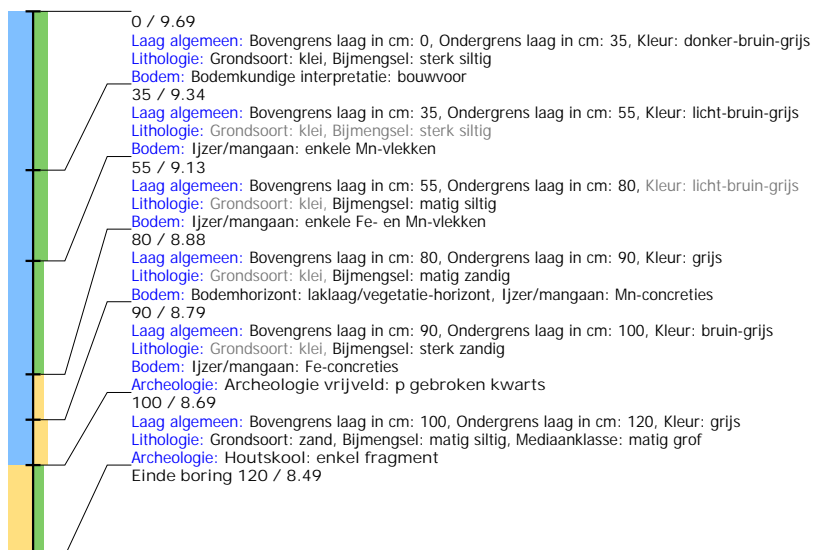 0 / 9.69
Laag algemeen: Bovengrens laag in cm: 0, Ondergrens laag in cm: 35, Kleur: donker-bruin-grijs
Lithologie: Grondsoort: klei, Bijmengsel: sterk siltig
Bodem: Bodemkundige interpretatie: bouwvoor
35 / 9.34
Laag algemeen: Bovengrens laag in cm: 35, Ondergrens laag in cm: 55, Kleur: licht-bruin-grijs
Lithologie: Grondsoort: klei, Bijmengsel: sterk siltig
Bodem: Ijzer/mangaan: enkele Mn-vlekken
55 / 9.13
Laag algemeen: Bovengrens laag in cm: 55, Ondergrens laag in cm: 80, Kleur: licht-bruin-grijs
Lithologie: Grondsoort: klei, Bijmengsel: matig siltig
Bodem: Ijzer/mangaan: enkele Fe- en Mn-vlekken
80 / 8.88
Laag algemeen: Bovengrens laag in cm: 80, Ondergrens laag in cm: 90, Kleur: grijs
Lithologie: Grondsoort: klei, Bijmengsel: matig zandig
Bodem: Bodemhorizont: laklaag/vegetatie-horizont, Ijzer/mangaan: Mn-concreties
90 / 8.79
Laag algemeen: Bovengrens laag in cm: 90, Ondergrens laag in cm: 100, Kleur: bruin-grijs
Lithologie: Grondsoort: klei, Bijmengsel: sterk zandig
Bodem: Ijzer/mangaan: Fe-concreties
Archeologie: Archeologie vrijveld: p gebroken kwarts
100 / 8.69
Laag algemeen: Bovengrens laag in cm: 100, Ondergrens laag in cm: 120, Kleur: grijs
Lithologie: Grondsoort: zand, Bijmengsel: matig siltig, Mediaanklasse: matig grof
Archeologie: Houtskool: enkel fragment
Einde boring 120 / 8.49